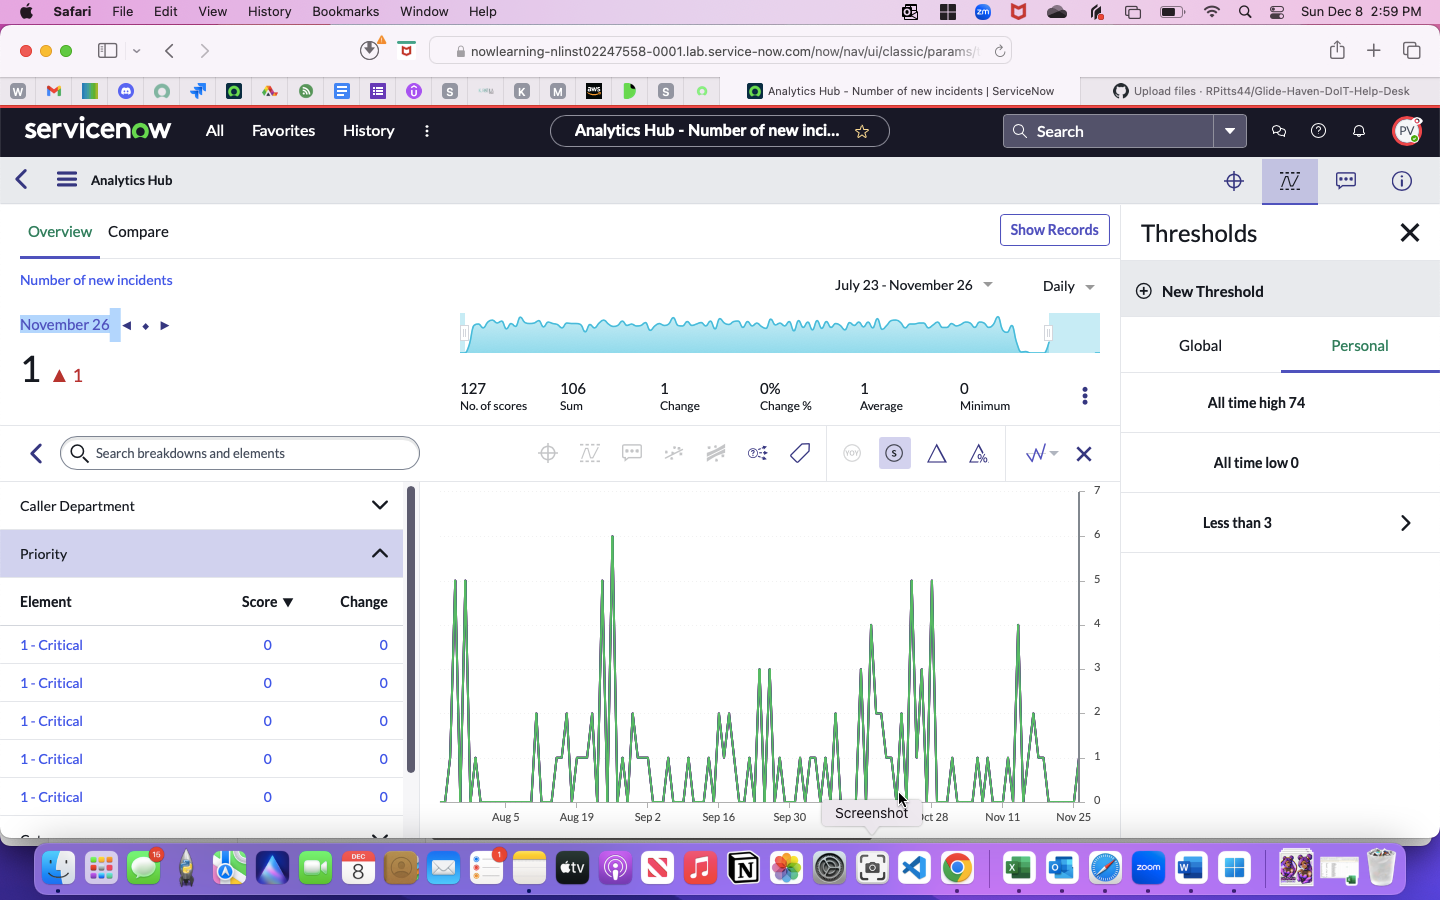 Safari File Edit View History Bookmarks Window Help zm Sun Dec 8 2:59 PM
nowlearning-nlinst02247558-0001.lab.service-now.com/now/nav/ui/classic/params/
W S K M aws S Analytics Hub - Number of new incidents | ServiceNow Upload files · RPitts44/Glide-Haven-DoIT-Help-Desk
servicenow All Favorites History Analytics Hub - Number of new inci... Search PV
Analytics Hub
Overview Compare Show Records
Number of new incidents
July 23 - November 26 Daily
November 26
1 1
127 106 1 0% 1 0
No. of scores Sum Change Change % Average Minimum
Search breakdowns and elements YOY S %
Caller Department
Priority
Element Score Change
1 - Critical 0 0
1 - Critical 0 0
1 - Critical 0 0
1 - Critical 0 0
1 - Critical 0 0
7
6
5
4
3
2
1
0
Aug 5 Aug 19 Sep 2 Sep 16 Sep 30 ct 28 Nov 11 Nov 25
Screenshot
Thresholds
New Threshold
Global Personal
All time high 74
All time low 0
Less than 3
15 DEC 8 1 tv zoom